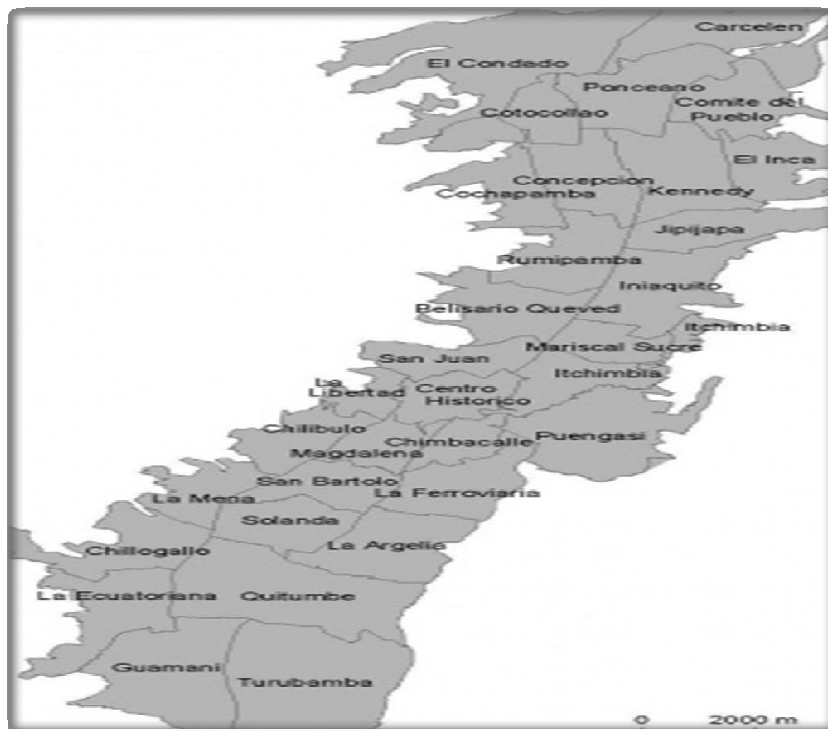 Carcelen
El Condado
Ponceano
Comite del
Pueblo
Cotocollao
El Inca
Concepción
Kennedy
Cochapamba
Jipijapa
Rumipamba
Iniaquito
Belisario Queved
Itchimbia
Mariscal Sucre
San Juan
Itchimbia
La
Libertad
Centro
Historico
Chilibulo
Chimbacalle
Puengasi
Magdalena
San Bartolo
La Ferroviaria
La Mena
Solanda
La Argelia
Chillogallo
La Ecuatoriana
Quitumbe
Guamani
Turubamba
0 2000 m